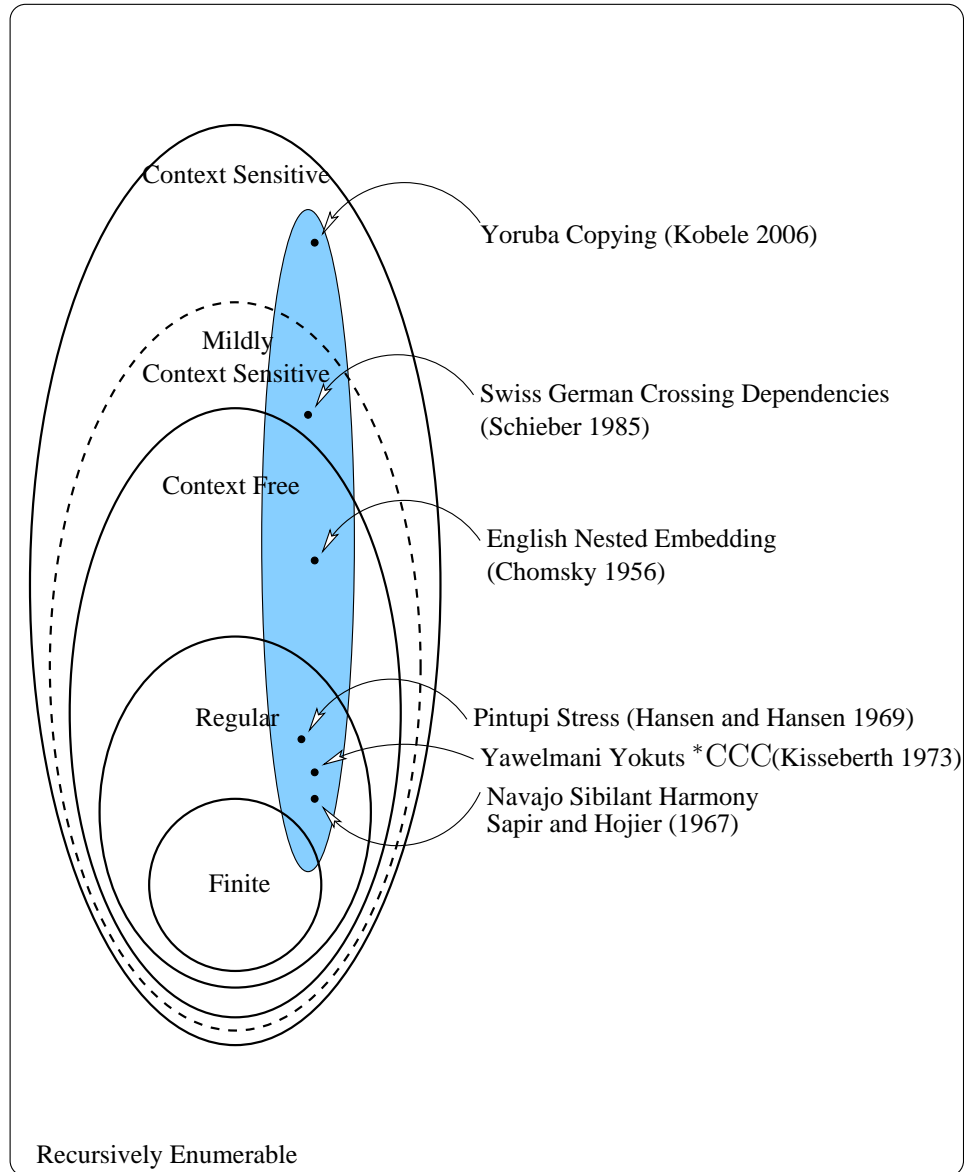 Context Sensitive
Yoruba Copying (Kobele 2006)
Mildly
Context Sensitive
Swiss German Crossing Dependencies
(Schieber 1985)
Context Free
English Nested Embedding
(Chomsky 1956)
Regular
Pintupi Stress (Hansen and Hansen 1969)
Yawelmani Yokuts *CCC(Kisseberth 1973)
Navajo Sibilant Harmony
Sapir and Hojier (1967)
Finite
Recursively Enumerable